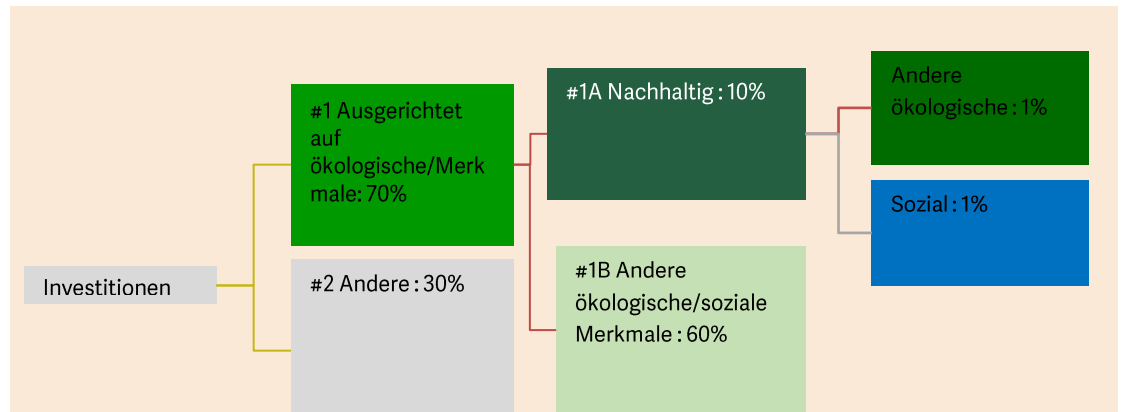 Investitionen
#1 Ausgerichtet
auf
ökologische/Merk
male: 70%
#2 Andere : 30%
#1A Nachhaltig : 10%
#1B Andere
ökologische/soziale
Merkmale : 60%
Andere
ökologische : 1%
Sozial : 1%